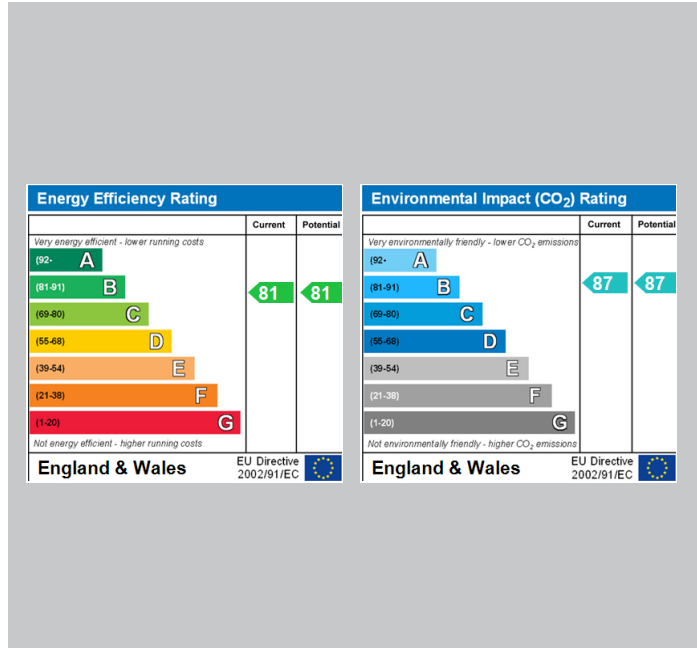 Energy Efficiency Rating
Current Potential
Very energy efficient - lower running costs
(92- A
(81-91) B
81 81
(69-80) C
(55-68) D
(39-54) E
(21-38) F
(1-20) G
Not energy efficient - higher running costs
England & Wales
EU Directive
2002/91/EC
Environmental Impact (CO2) Rating
Current Potential
Very environmentally friendly - lower CO2 emissions
(92- A
(81-91) B
87 87
(69-80) C
(55-68) D
(39-54) E
(21-38) F
(1-20) G
Not environmentally friendly - higher CO2 emissions
England & Wales
EU Directive
2002/91/EC